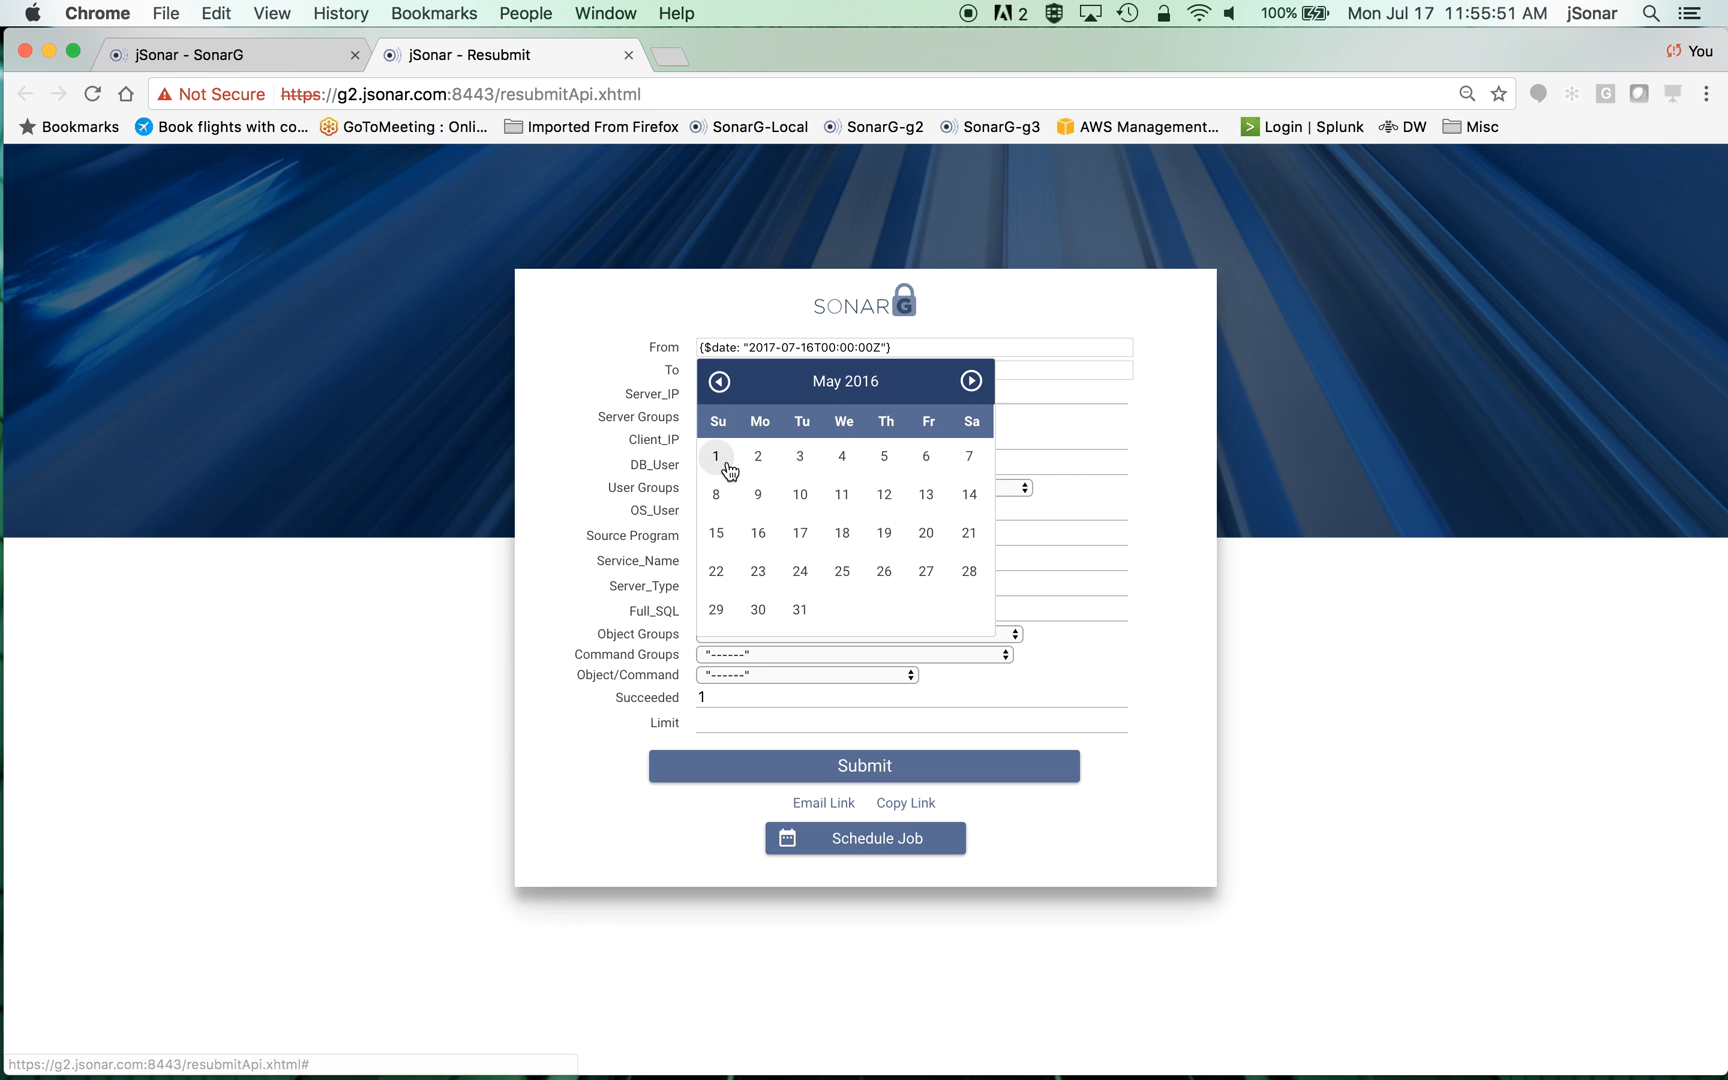 Chrome File Edit View History Bookmarks People Window Help 2 100% Mon Jul 17 11:55:51 AM jSonar
jSonar - SonarG jSonar - Resubmit You
Not Secure https://g2.jsonar.com:8443/resubmitApi.xhtml
Bookmarks Book flights with co... GoToMeeting : Onli... Imported From Firefox SonarG-Local SonarG-g2 SonarG-g3 AWS Management... Login | Splunk DW Misc
SONARG
From {$date: "2017-07-16T00:00:00Z"}
To
Server_IP
Server Groups
Client_IP
DB_User
User Groups
OS_User
Source Program
Service_Name
Server_Type
Full_SQL
Object Groups
Command Groups "------"
Object/Command "------"
Succeeded 1
Limit
May 2016
Su Mo Tu We Th Fr Sa
1 2 3 4 5 6 7
8 9 10 11 12 13 14
15 16 17 18 19 20 21
22 23 24 25 26 27 28
29 30 31
Submit
Email Link Copy Link
Schedule Job
https://g2.jsonar.com:8443/resubmitApi.xhtml#